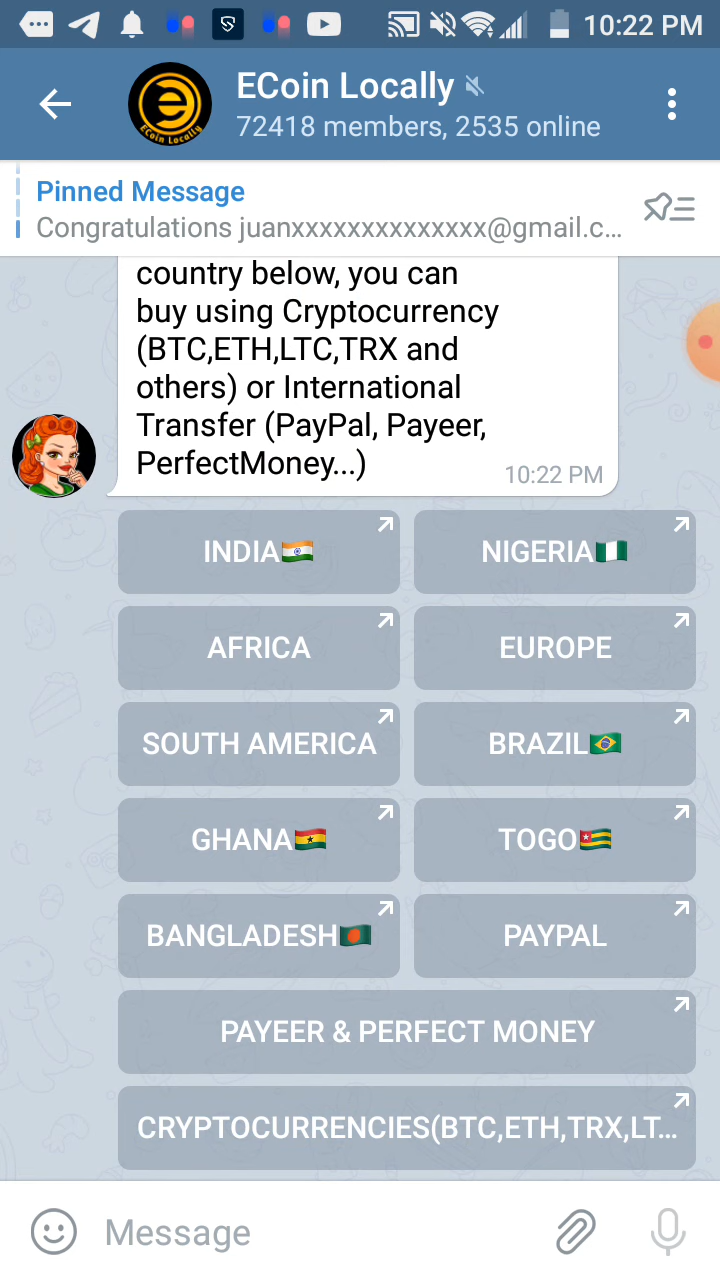 10:22 PM
ECoin Locally
72418 members, 2535 online
ECoin Locally
Pinned Message
Congratulations juanxxxxxxxxxxxxxx@gmail.c...
country below, you can
buy using Cryptocurrency
(BTC,ETH,LTC,TRX and
others) or International
Transfer (PayPal, Payeer,
PerfectMoney...)
10:22 PM
INDIA🇮🇳
NIGERIA🇳🇬
AFRICA
EUROPE
SOUTH AMERICA
BRAZIL🇧🇷
GHANA🇬🇭
TOGO🇹🇬
BANGLADESH🇧🇩
PAYPAL
PAYEER & PERFECT MONEY
CRYPTOCURRENCIES(BTC,ETH,TRX,LT...
Message